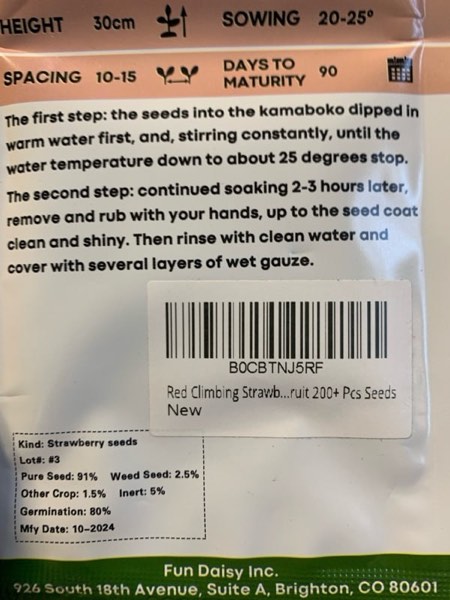 HEIGHT 30cm SOWING 20-25°
SPACING 10-15 DAYS TO MATURITY 90
The first step: the seeds into the kamaboko dipped in
warm water first, and, stirring constantly, until the
water temperature down to about 25 degrees stop.
The second step: continued soaking 2-3 hours later,
remove and rub with your hands, up to the seed coat
clean and shiny. Then rinse with clean water and
cover with several layers of wet gauze.
B0CBTNJ5RF
Red Climbing Strawb...ruit 200+ Pcs Seeds
New
Kind: Strawberry seeds
Lot#: #3
Pure Seed: 91% Weed Seed: 2.5%
Other Crop: 1.5% Inert: 5%
Germination: 80%
Mfy Date: 10-2024
Fun Daisy Inc.
926 South 18th Avenue, Suite A, Brighton, CO 80601